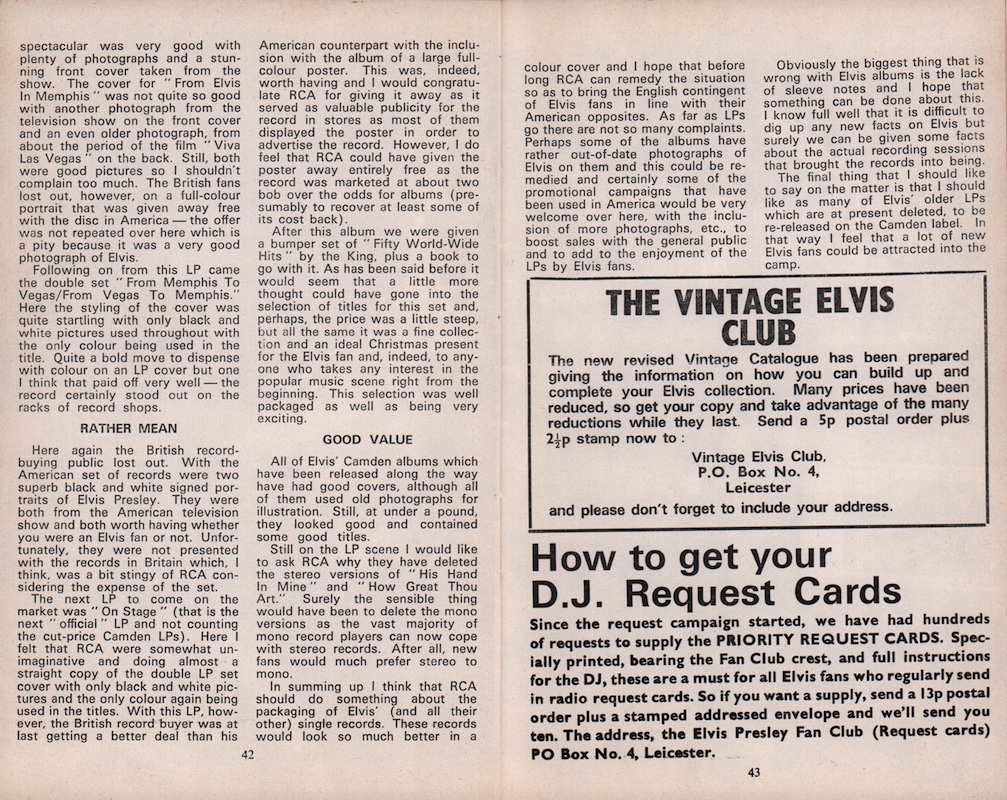 spectacular was very good with
plenty of photographs and a stun-
ning front cover taken from the
show. The cover for "From Elvis
In Memphis" was not quite so good
with another photograph from the
television show on the front cover
and an even older photograph, from
about the period of the film "Viva
Las Vegas" on the back. Still, both
were good pictures so I shouldn't
complain too much. The British fans
lost out, however, on a full-colour
portrait that was given away free
with the disc in America — the offer
was not repeated over here which is
a pity because it was a very good
photograph of Elvis.
Following on from this LP came
the double set "From Memphis To
Vegas/From Vegas To Memphis."
Here the styling of the cover was
quite startling with only black and
white pictures used throughout with
the only colour being used in the
title. Quite a bold move to dispense
with colour on an LP cover but one
I think that paid off very well — the
record certainly stood out on the
racks of record shops.
RATHER MEAN
Here again the British record-
buying public lost out. With the
American set of records were two
superb black and white signed por-
traits of Elvis Presley. They were
both from the American television
show and both worth having whether
you were an Elvis fan or not. Unfor-
tunately, they were not presented
with the records in Britain which, I
think, was a bit stingy of RCA con-
sidering the expense of the set.
The next LP to come on the
market was "On Stage" (that is the
next "official" LP and not counting
the cut-price Camden LPs). Here I
felt that RCA were somewhat un-
imaginative and doing almost a
straight copy of the double LP set
cover with only black and white pic-
tures and the only colour again being
used in the titles. With this LP, how-
ever, the British record buyer was at
last getting a better deal than his
American counterpart with the inclu-
sion with the album of a large full-
colour poster. This was, indeed,
worth having and I would congratu-
late RCA for giving it away as it
served as valuable publicity for the
record in stores as most of them
displayed the poster in order to
advertise the record. However, I do
feel that RCA could have given the
poster away entirely free as the
record was marketed at about two
bob over the odds for albums (pre-
sumably to recover at least some of
its cost back).
After this album we were given
a bumper set of "Fifty World-Wide
Hits" by the King, plus a book to
go with it. As has been said before it
would seem that a little more
thought could have gone into the
selection of titles for this set and,
perhaps, the price was a little steep,
but all the same it was a fine collec-
tion and an ideal Christmas present
for the Elvis fan and, indeed, to any-
one who takes any interest in the
popular music scene right from the
beginning. This selection was well
packaged as well as being very
exciting.
GOOD VALUE
All of Elvis' Camden albums which
have been released along the way
have had good covers, although all
of them used old photographs for
illustration. Still, at under a pound,
they looked good and contained
some good titles.
Still on the LP scene I would like
to ask RCA why they have deleted
the stereo versions of "His Hand
In Mine" and "How Great Thou
Art." Surely the sensible thing
would have been to delete the mono
versions as the vast majority of
mono record players can now cope
with stereo records. After all, new
fans would much prefer stereo to
mono.
In summing up I think that RCA
should do something about the
packaging of Elvis' (and all their
other) single records. These records
would look so much better in a
42
colour cover and I hope that before
long RCA can remedy the situation
so as to bring the English contingent
of Elvis fans in line with their
American opposites. As far as LPs
go there are not so many complaints.
Perhaps some of the albums have
rather out-of-date photographs of
Elvis on them and this could be re-
medied and certainly some of the
promotional campaigns that have
been used in America would be very
welcome over here, with the inclu-
sion of more photographs, etc., to
boost sales with the general public
and to add to the enjoyment of the
LPs by Elvis fans.
Obviously the biggest thing that is
wrong with Elvis albums is the lack
of sleeve notes and I hope that
something can be done about this.
I know full well that it is difficult to
dig up any new facts on Elvis but
surely we can be given some facts
about the actual recording sessions
that brought the records into being.
The final thing that I should like
to say on the matter is that I should
like as many of Elvis' older LPs
which are at present deleted, to be
re-released on the Camden label. In
that way I feel that a lot of new
Elvis fans could be attracted into the
camp.
THE VINTAGE ELVIS
CLUB
The new revised Vintage Catalogue has been prepared
giving the information on how you can build up and
complete your Elvis collection. Many prices have been
reduced, so get your copy and take advantage of the many
reductions while they last. Send a 5p postal order plus
2½p stamp now to :
Vintage Elvis Club,
P.O. Box No. 4,
Leicester
and please don't forget to include your address.
How to get your
D.J. Request Cards
Since the request campaign started, we have had hundreds
of requests to supply the PRIORITY REQUEST CARDS. Spec-
ially printed, bearing the Fan Club crest, and full instructions
for the DJ, these are a must for all Elvis fans who regularly send
in radio request cards. So if you want a supply, send a 13p postal
order plus a stamped addressed envelope and we'll send you
ten. The address, the Elvis Presley Fan Club (Request cards)
PO Box No. 4, Leicester.
43